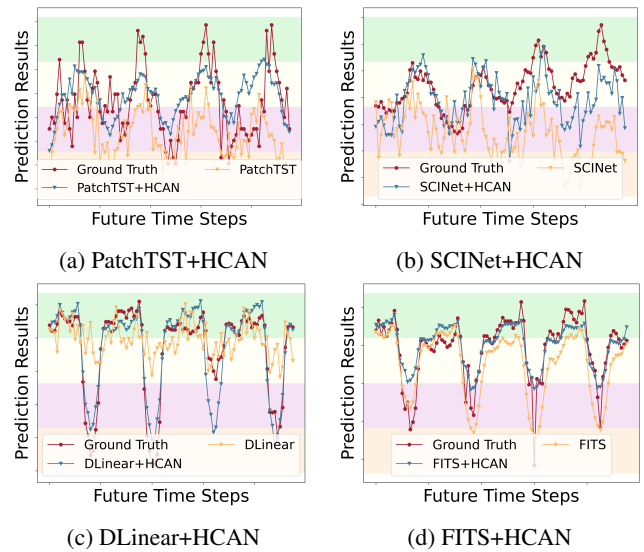 Prediction Results
Ground Truth
PatchTST
PatchTST+HCAN
Future Time Steps
(a) PatchTST+HCAN
Prediction Results
Ground Truth
SCINet
SCINet+HCAN
Future Time Steps
(b) SCINet+HCAN
Prediction Results
Ground Truth
DLinear
DLinear+HCAN
Future Time Steps
(c) DLinear+HCAN
Prediction Results
Ground Truth
FITS
FITS+HCAN
Future Time Steps
(d) FITS+HCAN